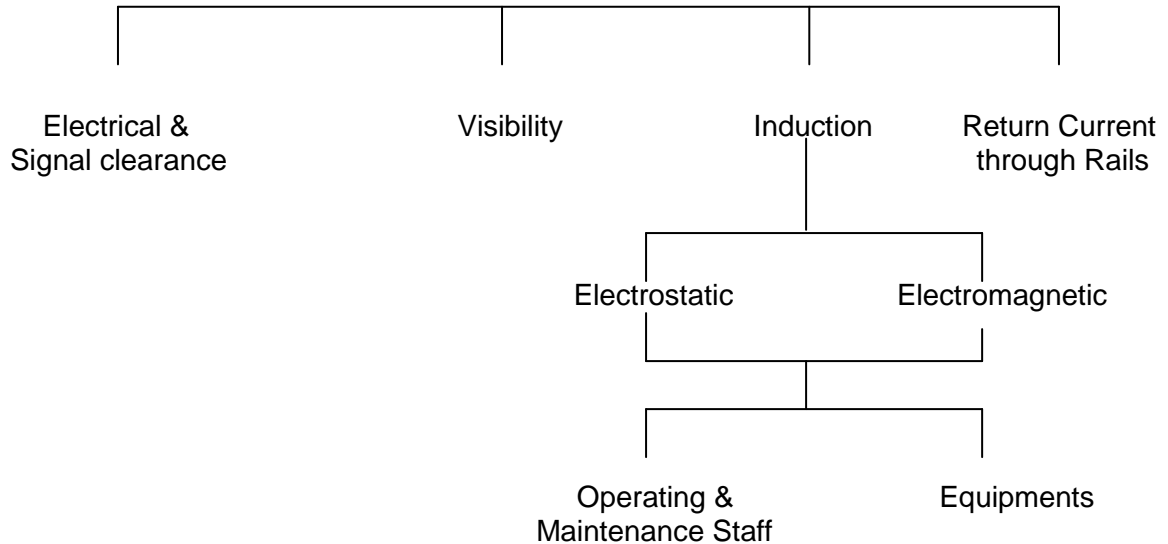 Electrical &
Signal clearance
Visibility
Induction
Return Current
through Rails
Electrostatic
Electromagnetic
Operating &
Maintenance Staff
Equipments